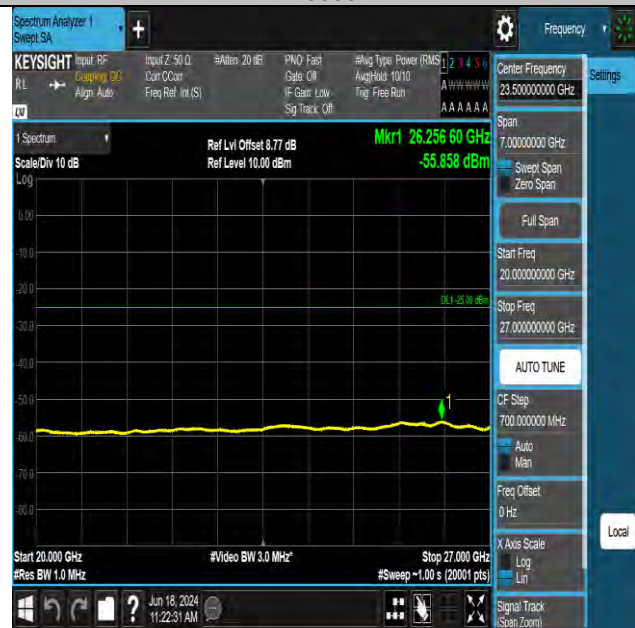 Spectrum Analyzer 1
Swept SA
+
Frequency
KEYSIGHT
RL
Input: RF
Coupling: DC
Align: Auto
Input Z: 50 Ω
Corr CCorr
Freq Ref: Int (S)
#Atten: 20 dB
PNO: Fast
Gate: Off
IF Gain: Low
Sig Track: Off
#Avg Type: Power (RMS
Avg|Hold: 10/10
Trig: Free Run
1 2 3 4 5 6
A W W W W W
A A A A A A
1 Spectrum
Scale/Div 10 dB
Log
Ref Lvl Offset 8.77 dB
Ref Level 10.00 dBm
Mkr1 26.256 60 GHz
-55.858 dBm
0.00
-10.0
-20.0
-30.0
-40.0
-50.0
-60.0
-70.0
-80.0
DL1 -25.00 dBm
1
Start 20.000 GHz
#Res BW 1.0 MHz
#Video BW 3.0 MHz*
Stop 27.000 GHz
#Sweep ~1.00 s (20001 pts)
Jun 18, 2024
11:22:31 AM
Center Frequency
23.500000000 GHz
Span
7.00000000 GHz
Swept Span
Zero Span
Full Span
Start Freq
20.000000000 GHz
Stop Freq
27.000000000 GHz
AUTO TUNE
CF Step
700.000000 MHz
Auto
Man
Freq Offset
0 Hz
X Axis Scale
Log
Lin
Signal Track
(Span Zoom)
Settings
Local